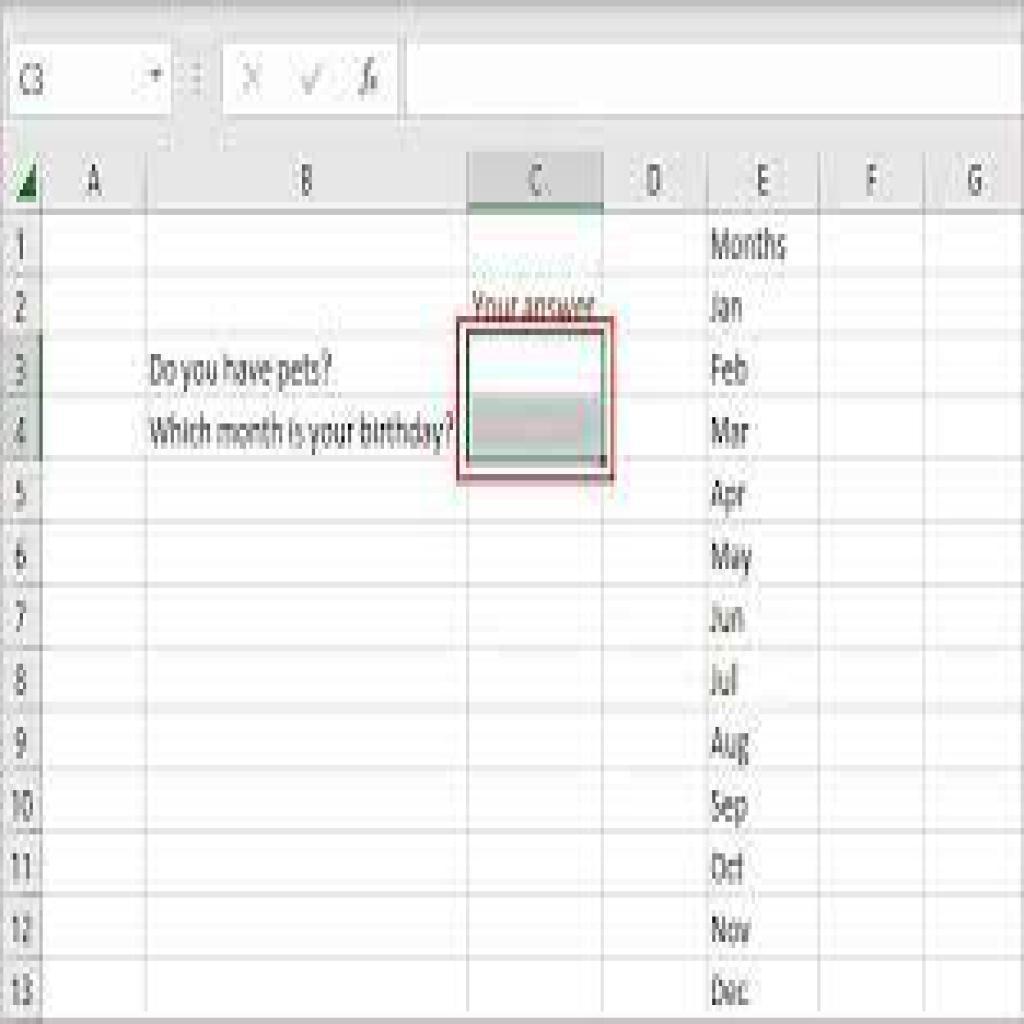 C3
fx
A B C D E F G
1 Months
2 Your answer Jan
3 Do you have pets? Feb
4 Which month is your birthday? Mar
5 Apr
6 May
7 Jun
8 Jul
9 Aug
10 Sep
11 Oct
12 Nov
13 Dec